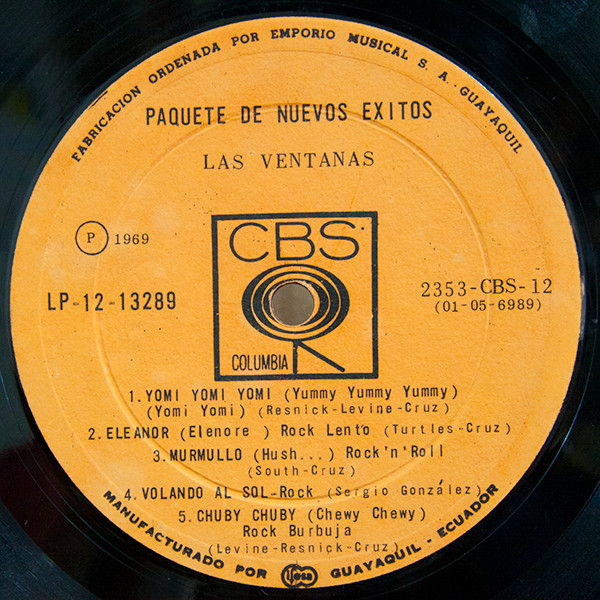 FABRICACION ORDENADA POR EMPORIO MUSICAL S. A. GUAYAQUIL
PAQUETE DE NUEVOS EXITOS
LAS VENTANAS
P 1969
CBS
LP-12-13289
2353-CBS-12
(01-05-6989)
COLUMBIA
1.YOMI YOMI YOMI (Yummy Yummy Yummy)
(Yomi Yomi) (Resnick-Levine-Cruz)
2.ELEANOR (Elenore ) Rock Lento (Turtles-Cruz)
3.MURMULLO (Hush...) Rock'n'Roll
(South-Cruz)
4.VOLANDO AL SOL-Rock (Sergio González)
5.CHUBY CHUBY (Chewy Chewy)
Rock Burbuja
(Levine-Resnick-Cruz)
MANUFACTURADO POR ifesa GUAYAQUIL - ECUADOR